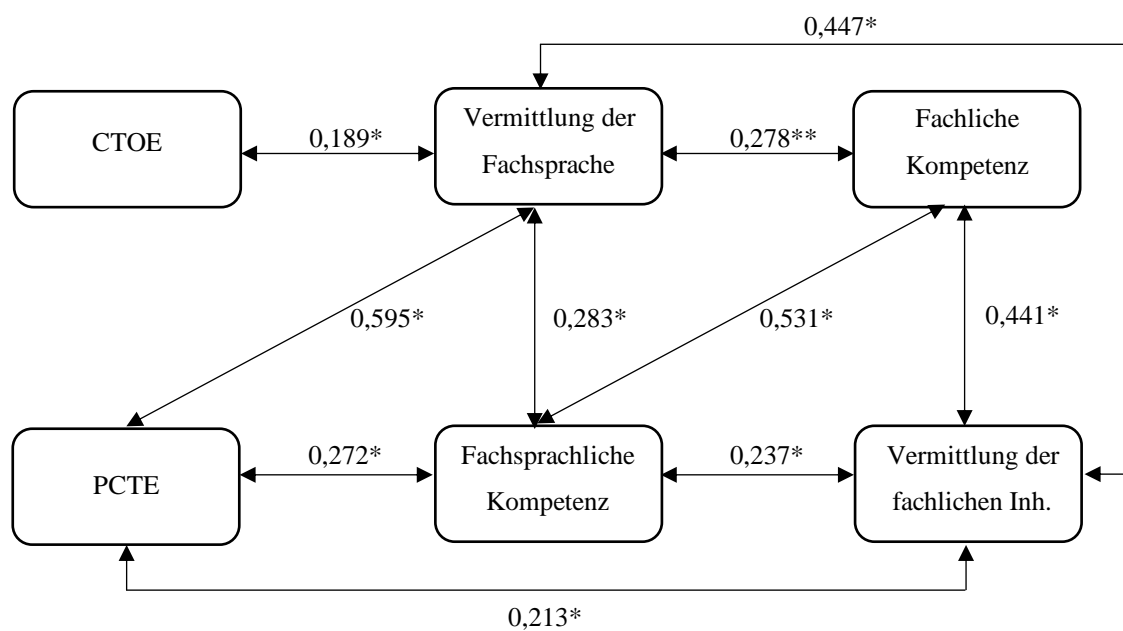 0,447*
CTOE
0,189*
Vermittlung der
Fachsprache
0,278**
Fachliche
Kompetenz
0,595*
0,283*
0,531*
0,441*
PCTE
0,272*
Fachsprachliche
Kompetenz
0,237*
Vermittlung der
fachlichen Inh.
0,213*